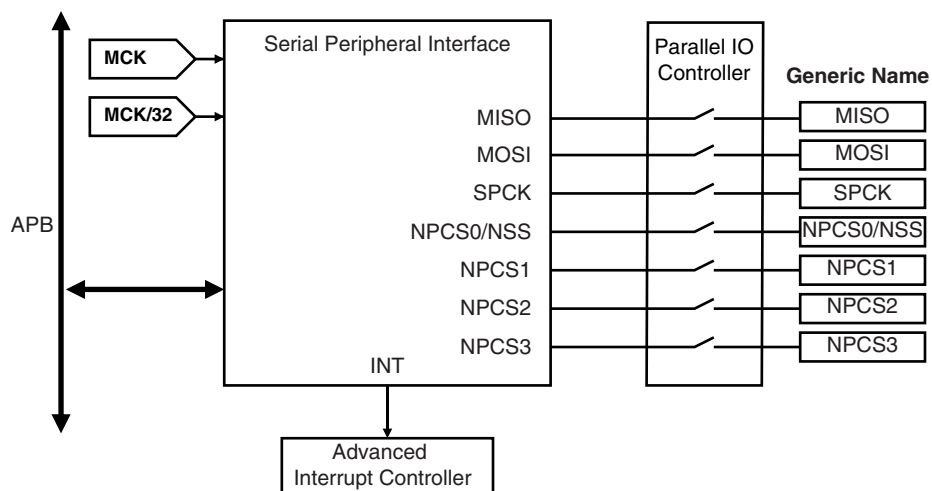 Serial Peripheral Interface
Parallel IO
Controller
Generic Name
MCK
MCK/32
APB
MISO
MOSI
SPCK
NPCS0/NSS
NPCS1
NPCS2
NPCS3
INT
MISO
MOSI
SPCK
NPCS0/NSS
NPCS1
NPCS2
NPCS3
Advanced
Interrupt Controller